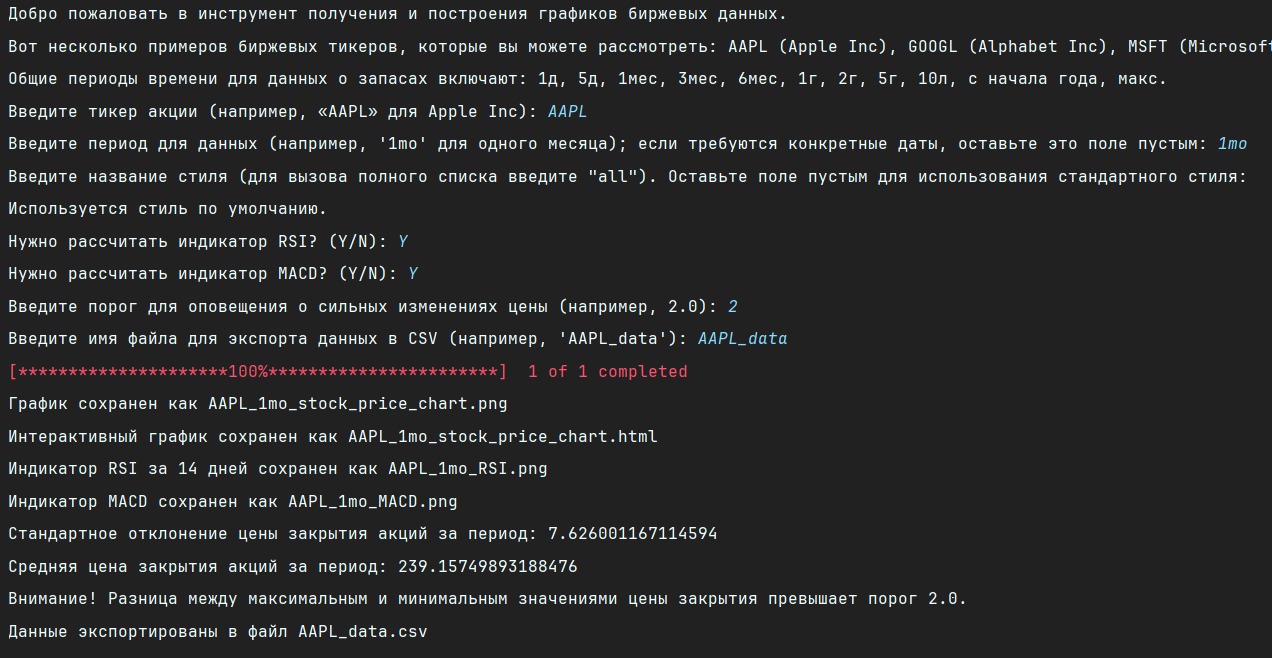 Добро пожаловать в инструмент получения и построения графиков биржевых данных.
Вот несколько примеров биржевых тикеров, которые вы можете рассмотреть: AAPL (Apple Inc), GOOGL (Alphabet Inc), MSFT (Microsoft
Общие периоды времени для данных о запасах включают: 1д, 5д, 1мес, 3мес, 6мес, 1г, 2г, 5г, 10л, с начала года, макс.
Введите тикер акции (например, «AAPL» для Apple Inc): AAPL
Введите период для данных (например, '1mo' для одного месяца); если требуются конкретные даты, оставьте это поле пустым: 1mo
Введите название стиля (для вызова полного списка введите "all"). Оставьте поле пустым для использования стандартного стиля:
Используется стиль по умолчанию.
Нужно рассчитать индикатор RSI? (Y/N): Y
Нужно рассчитать индикатор MACD? (Y/N): Y
Введите порог для оповещения о сильных изменениях цены (например, 2.0): 2
Введите имя файла для экспорта данных в CSV (например, 'AAPL_data'): AAPL_data
[*********************100%***********************]  1 of 1 completed
График сохранен как AAPL_1mo_stock_price_chart.png
Интерактивный график сохранен как AAPL_1mo_stock_price_chart.html
Индикатор RSI за 14 дней сохранен как AAPL_1mo_RSI.png
Индикатор MACD сохранен как AAPL_1mo_MACD.png
Стандартное отклонение цены закрытия акций за период: 7.626001167114594
Средняя цена закрытия акций за период: 239.15749893188476
Внимание! Разница между максимальным и минимальным значениями цены закрытия превышает порог 2.0.
Данные экспортированы в файл AAPL_data.csv